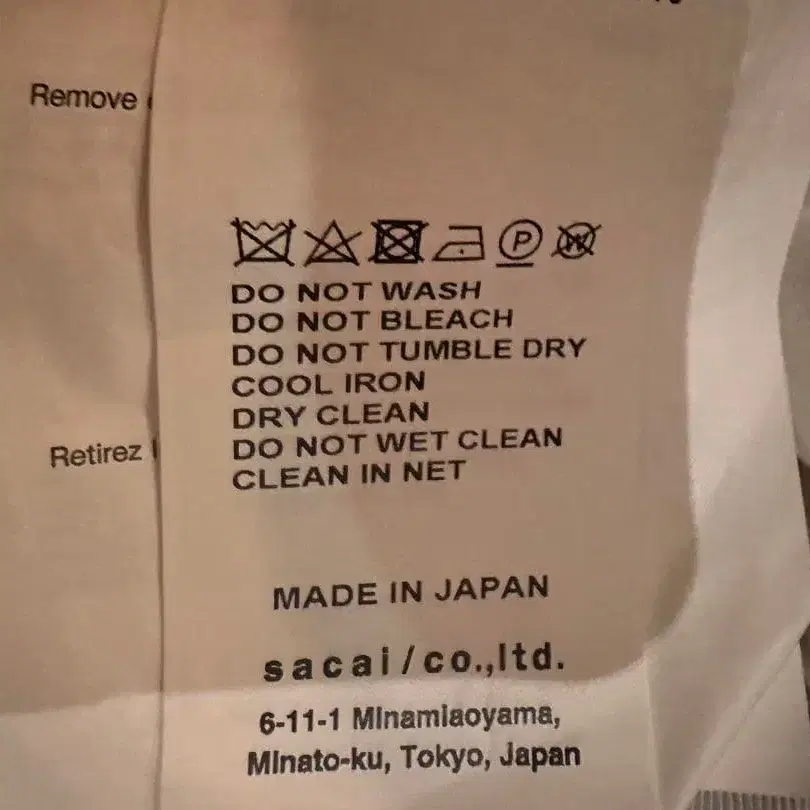 Remove
P
W
DO NOT WASH
DO NOT BLEACH
DO NOT TUMBLE DRY
COOL IRON
DRY CLEAN
DO NOT WET CLEAN
CLEAN IN NET
Retirez
MADE IN JAPAN
sacai/co.,ltd.
6-11-1 Minamiaoyama,
Minato-ku, Tokyo, Japan